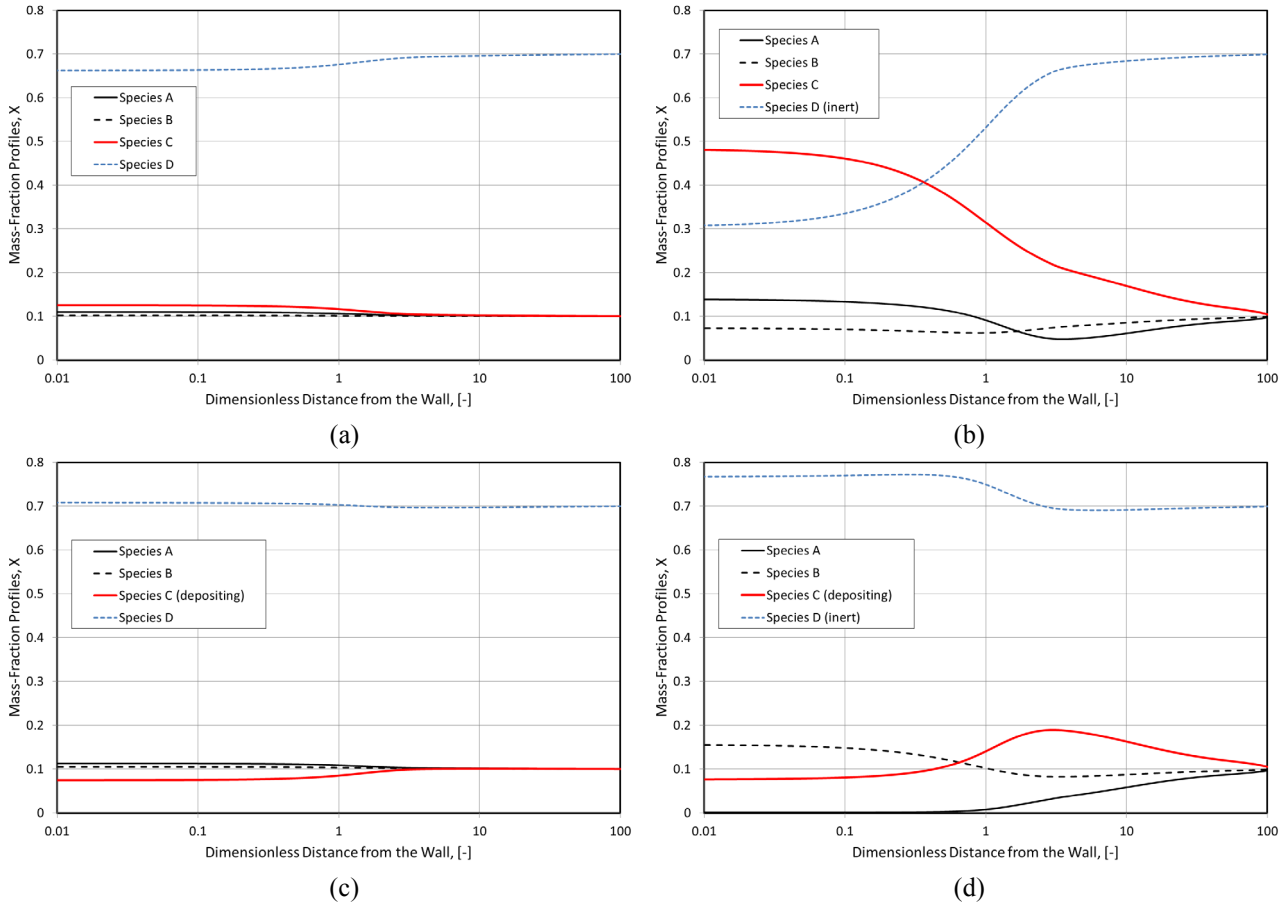 Mass-Fraction Profiles, X
0.8
0.7
0.6
0.5
0.4
0.3
0.2
0.1
0
Species A
Species B
Species C
Species D
0.01
0.1
1
10
100
Dimensionless Distance from the Wall, [-]
(a)
Mass-Fraction Profiles, X
0.8
0.7
0.6
0.5
0.4
0.3
0.2
0.1
0
Species A
Species B
Species C
Species D (inert)
0.01
0.1
1
10
100
Dimensionless Distance from the Wall, [-]
(b)
Mass-Fraction Profiles, X
0.8
0.7
0.6
0.5
0.4
0.3
0.2
0.1
0
Species A
Species B
Species C (depositing)
Species D
0.01
0.1
1
10
100
Dimensionless Distance from the Wall, [-]
(c)
Mass-Fraction Profiles, X
0.8
0.7
0.6
0.5
0.4
0.3
0.2
0.1
0
Species A
Species B
Species C (depositing)
Species D (inert)
0.01
0.1
1
10
100
Dimensionless Distance from the Wall, [-]
(d)